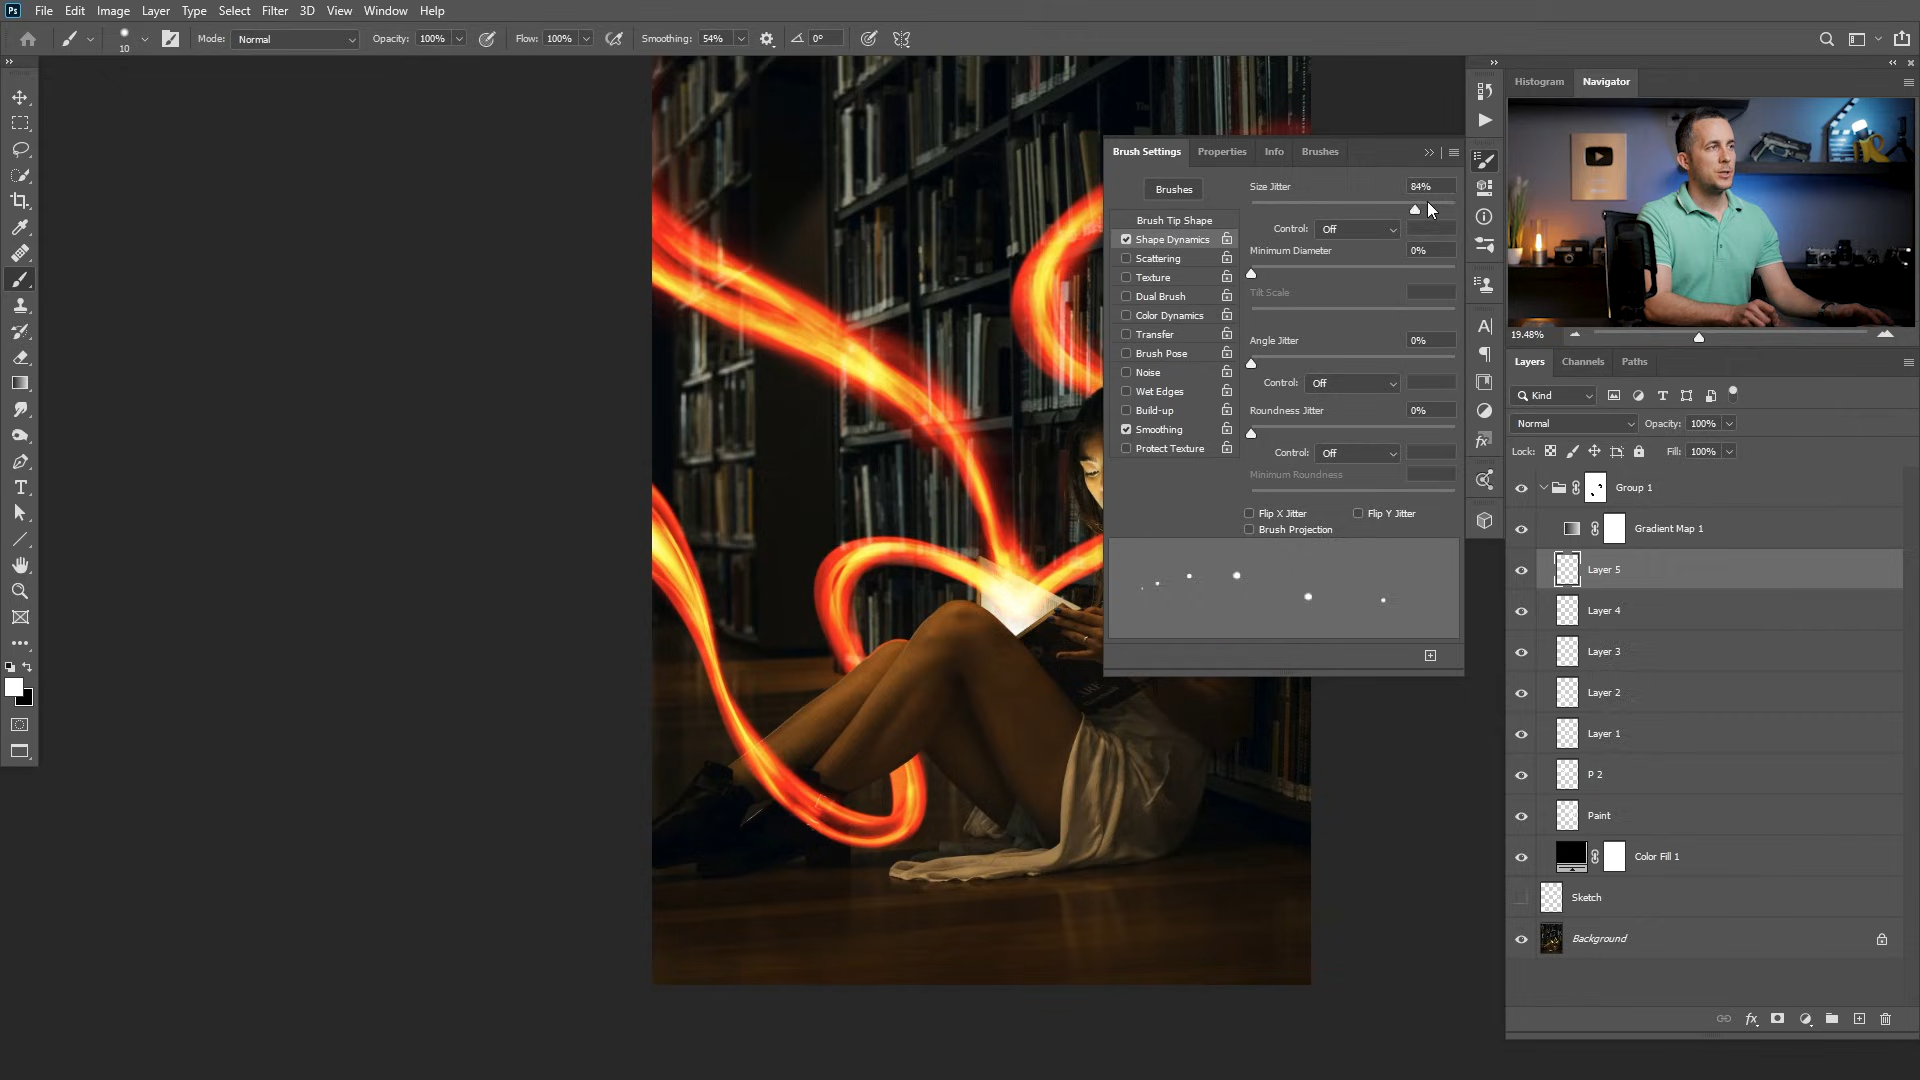 Ps File Edit Image Layer Type Select Filter 3D View Window Help
10 Mode: Normal Opacity: 100% Flow: 100% Smoothing: 54% 0°
Histogram Navigator
19.48%
Brush Settings Properties Info Brushes
Brushes
Brush Tip Shape
Shape Dynamics
Scattering
Texture
Dual Brush
Color Dynamics
Transfer
Brush Pose
Noise
Wet Edges
Build-up
Smoothing
Protect Texture
Size Jitter 84%
Control: Off
Minimum Diameter 0%
Tilt Scale
Angle Jitter 0%
Control: Off
Roundness Jitter 0%
Control: Off
Minimum Roundness
Flip X Jitter Flip Y Jitter
Brush Projection
Layers Channels Paths
Kind
Normal Opacity: 100%
Lock: Fill: 100%
Group 1
Gradient Map 1
Layer 5
Layer 4
Layer 3
Layer 2
Layer 1
P 2
Paint
Color Fill 1
Sketch
Background